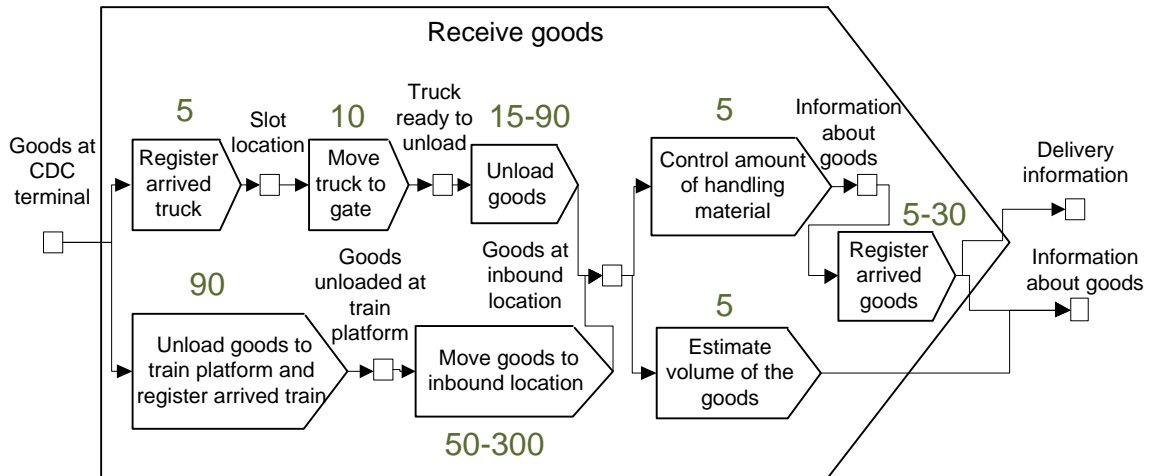 Receive goods
Goods at
CDC
terminal
5
Register
arrived
truck
Slot
location
10
Move
truck to
gate
Truck
ready to
unload
15-90
Unload
goods
5
Control amount
of handling
material
Information
about
goods
5-30
Register
arrived
goods
Delivery
information
Information
about goods
90
Unload goods to
train platform and
register arrived train
Goods
unloaded at
train
platform
Move goods to
inbound location
50-300
Goods at
inbound
location
5
Estimate
volume of the
goods